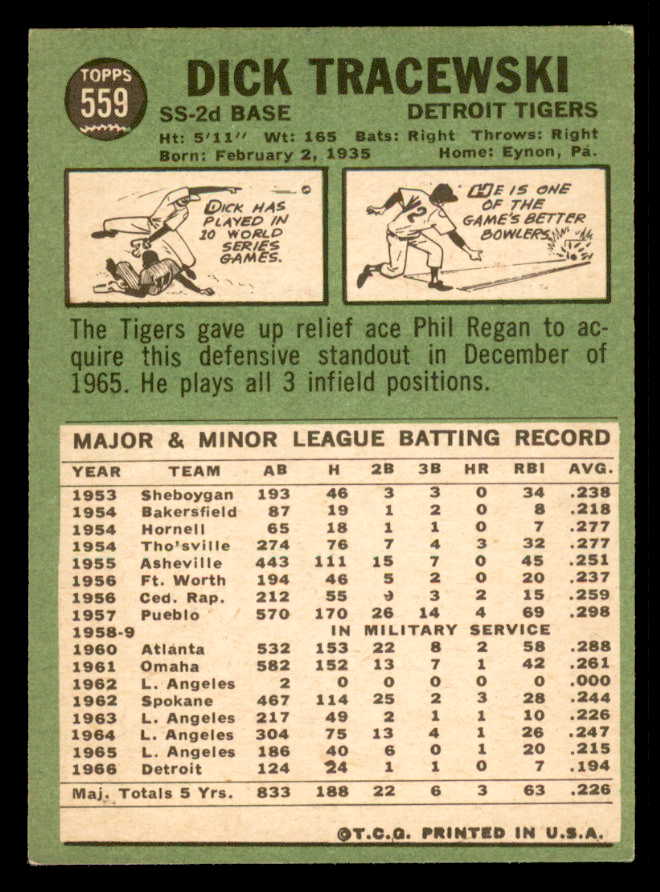 TOPPS
559
DICK TRACEWSKI
SS-2d BASE DETROIT TIGERS
Ht: 5'11" Wt: 165 Bats: Right Throws: Right
Born: February 2, 1935 Home: Eynon, Pa.
DICK HAS
PLAYED IN
10 WORLD
SERIES
GAMES.
HE IS ONE
OF THE
GAME'S BETTER
BOWLERS
12
The Tigers gave up relief ace Phil Regan to ac-
quire this defensive standout in December of
1965. He plays all 3 infield positions.
MAJOR & MINOR LEAGUE BATTING RECORD
YEAR TEAM AB H 2B 3B HR RBI AVG.
1953 Sheboygan 193 46 3 3 0 34 .238
1954 Bakersfield 87 19 1 2 0 8 .218
1954 Hornell 65 18 1 1 0 7 .277
1954 Tho'sville 274 76 7 4 3 32 .277
1955 Asheville 443 111 15 7 0 45 .251
1956 Ft. Worth 194 46 5 2 0 20 .237
1956 Ced. Rap. 212 55 9 3 2 15 .259
1957 Pueblo 570 170 26 14 4 69 .298
1958-9 IN MILITARY SERVICE
1960 Atlanta 532 153 22 8 2 58 .288
1961 Omaha 582 152 13 7 1 42 .261
1962 L. Angeles 2 0 0 0 0 0 .000
1962 Spokane 467 114 25 2 3 28 .244
1963 L. Angeles 217 49 2 1 1 10 .226
1964 L. Angeles 304 75 13 4 1 26 .247
1965 L. Angeles 186 40 6 0 1 20 .215
1966 Detroit 124 24 1 1 0 7 .194
Maj. Totals 5 Yrs. 833 188 22 6 3 63 .226
©T.C.G. PRINTED IN U.S.A.